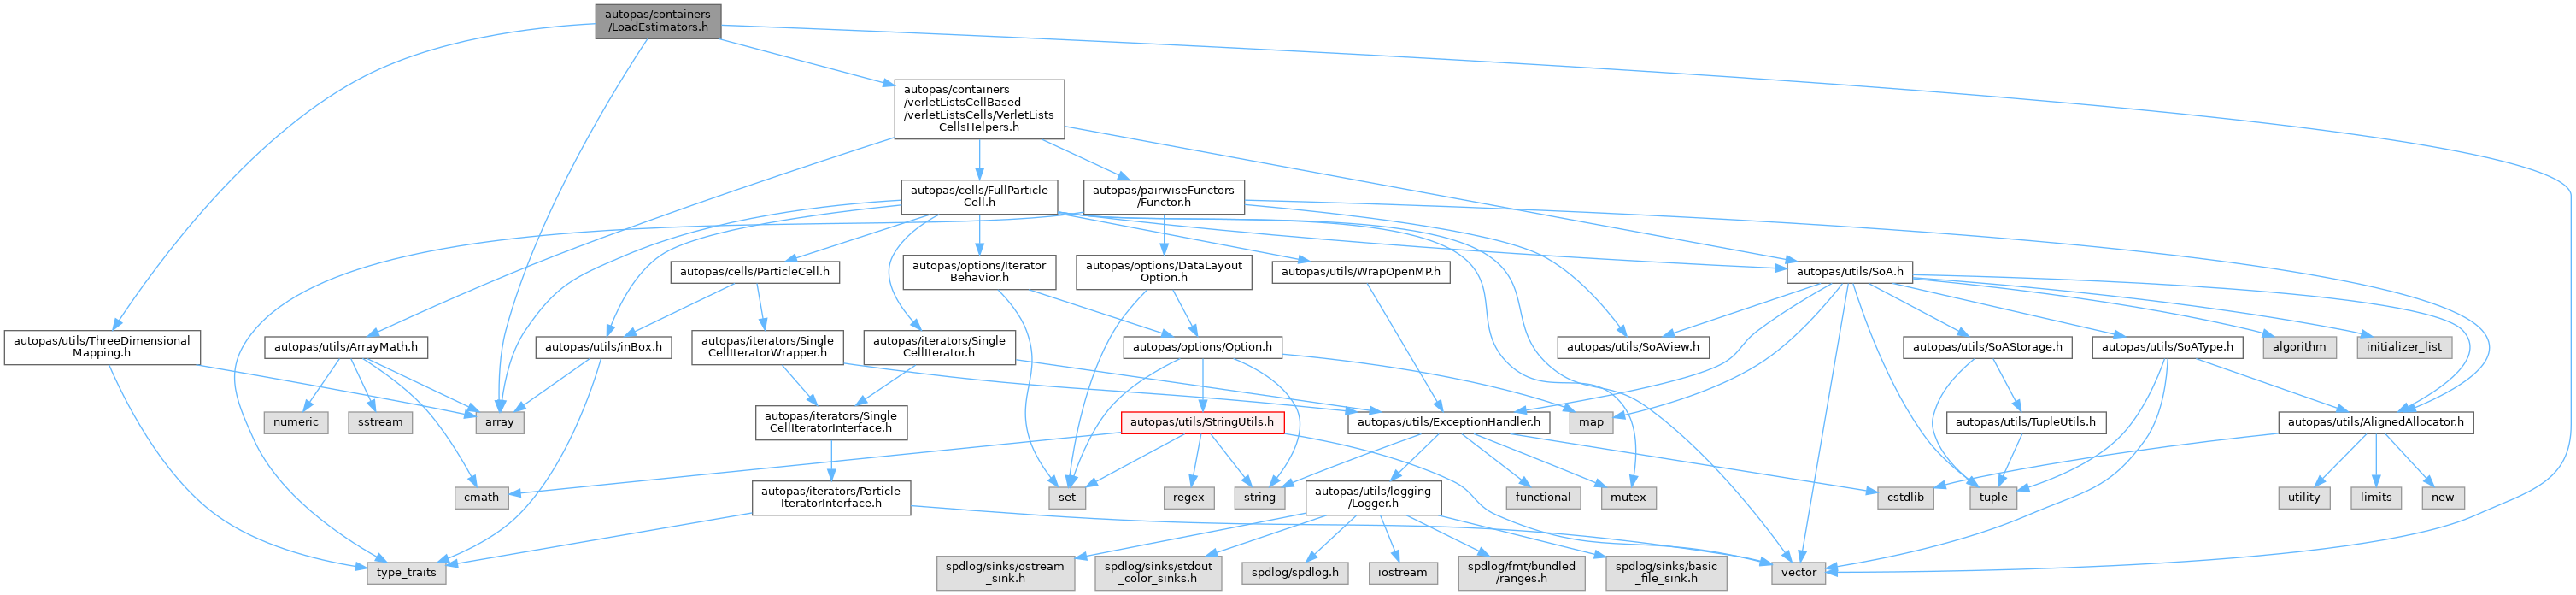 autopas/containers
/LoadEstimators.h
autopas/containers
/verletListsCellBased
/verletListsCells/VerletLists
CellsHelpers.h
autopas/cells/FullParticle
Cell.h
autopas/pairwiseFunctors
/Functor.h
autopas/cells/ParticleCell.h
autopas/options/Iterator
Behavior.h
autopas/options/DataLayout
Option.h
autopas/utils/WrapOpenMP.h
autopas/utils/SoA.h
autopas/utils/ThreeDimensional
Mapping.h
autopas/utils/ArrayMath.h
autopas/utils/inBox.h
autopas/iterators/Single
CellIteratorWrapper.h
autopas/iterators/Single
CellIterator.h
autopas/options/Option.h
autopas/utils/SoAView.h
autopas/utils/SoAStorage.h
autopas/utils/SoAType.h
algorithm
initializer_list
numeric
sstream
array
autopas/iterators/Single
CellIteratorInterface.h
autopas/utils/StringUtils.h
autopas/utils/ExceptionHandler.h
map
autopas/utils/TupleUtils.h
autopas/utils/AlignedAllocator.h
cmath
autopas/iterators/Particle
IteratorInterface.h
set
regex
string
autopas/utils/logging
/Logger.h
functional
mutex
cstdlib
tuple
utility
limits
new
type_traits
spdlog/sinks/ostream
_sink.h
spdlog/sinks/stdout
_color_sinks.h
spdlog/spdlog.h
iostream
spdlog/fmt/bundled
/ranges.h
spdlog/sinks/basic
_file_sink.h
vector